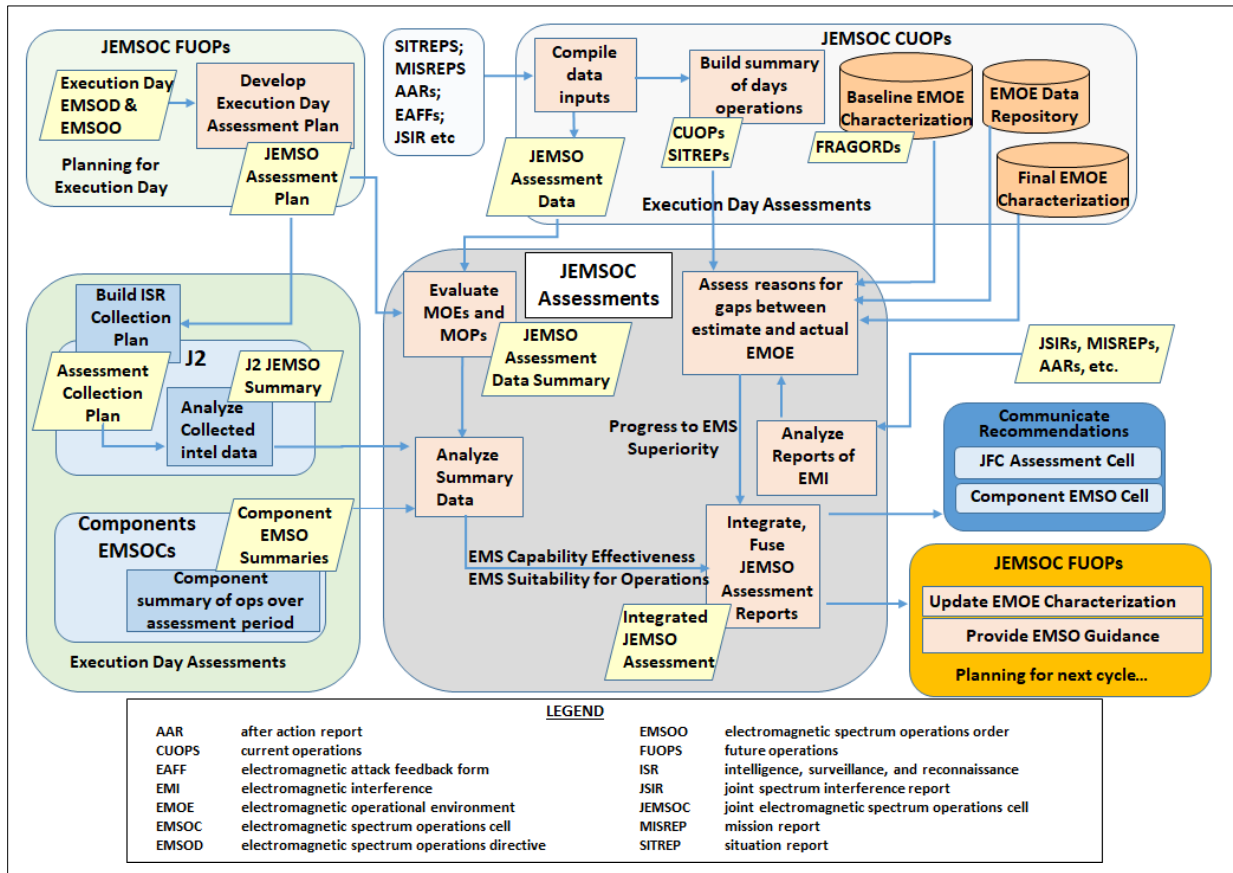 JEMSOC FUOPs
Execution Day
EMSOD &
EMSOO
Develop
Execution Day
Assessment Plan
JEMSO
Assessment
Plan
Planning for
Execution Day
SITREPS;
MISREPS
AARs;
EAFFs;
JSIR etc
JEMSOC CUOPs
Compile
data
inputs
Build summary
of days
operations
Baseline EMOE
Characterization
EMOE Data
Repository
CUOPs
SITREPs
FRAGORDs
Final EMOE
Characterization
JEMSO
Assessment
Data
Execution Day Assessments
Build ISR
Collection
Plan
J2
Assessment
Collection
Plan
J2 JEMSO
Summary
Analyze
Collected
intel data
Components
EMSOCs
Component
EMSO
Summaries
Component
summary of ops over
assessment period
Execution Day Assessments
JEMSOC
Assessments
Evaluate
MOEs and
MOPs
JEMSO
Assessment
Data Summary
Assess reasons for
gaps between
estimate and actual
EMOE
Analyze
Summary
Data
Progress to EMS
Superiority
Analyze
Reports of
EMI
EMS Capability Effectiveness
EMS Suitability for Operations
Integrate,
Fuse
JEMSO
Assessment
Reports
Integrated
JEMSO
Assessment
JSIRs, MISREPs,
AARs, etc.
Communicate
Recommendations
JFC Assessment Cell
Component EMSO Cell
JEMSOC FUOPs
Update EMOE Characterization
Provide EMSO Guidance
Planning for next cycle…
LEGEND
AAR after action report
CUOPS current operations
EAFF electromagnetic attack feedback form
EMI electromagnetic interference
EMOE electromagnetic operational environment
EMSOC electromagnetic spectrum operations cell
EMSOD electromagnetic spectrum operations directive
EMSOO electromagnetic spectrum operations order
FUOPS future operations
ISR intelligence, surveillance, and reconnaissance
JSIR joint spectrum interference report
JEMSOC joint electromagnetic spectrum operations cell
MISREP mission report
SITREP situation report